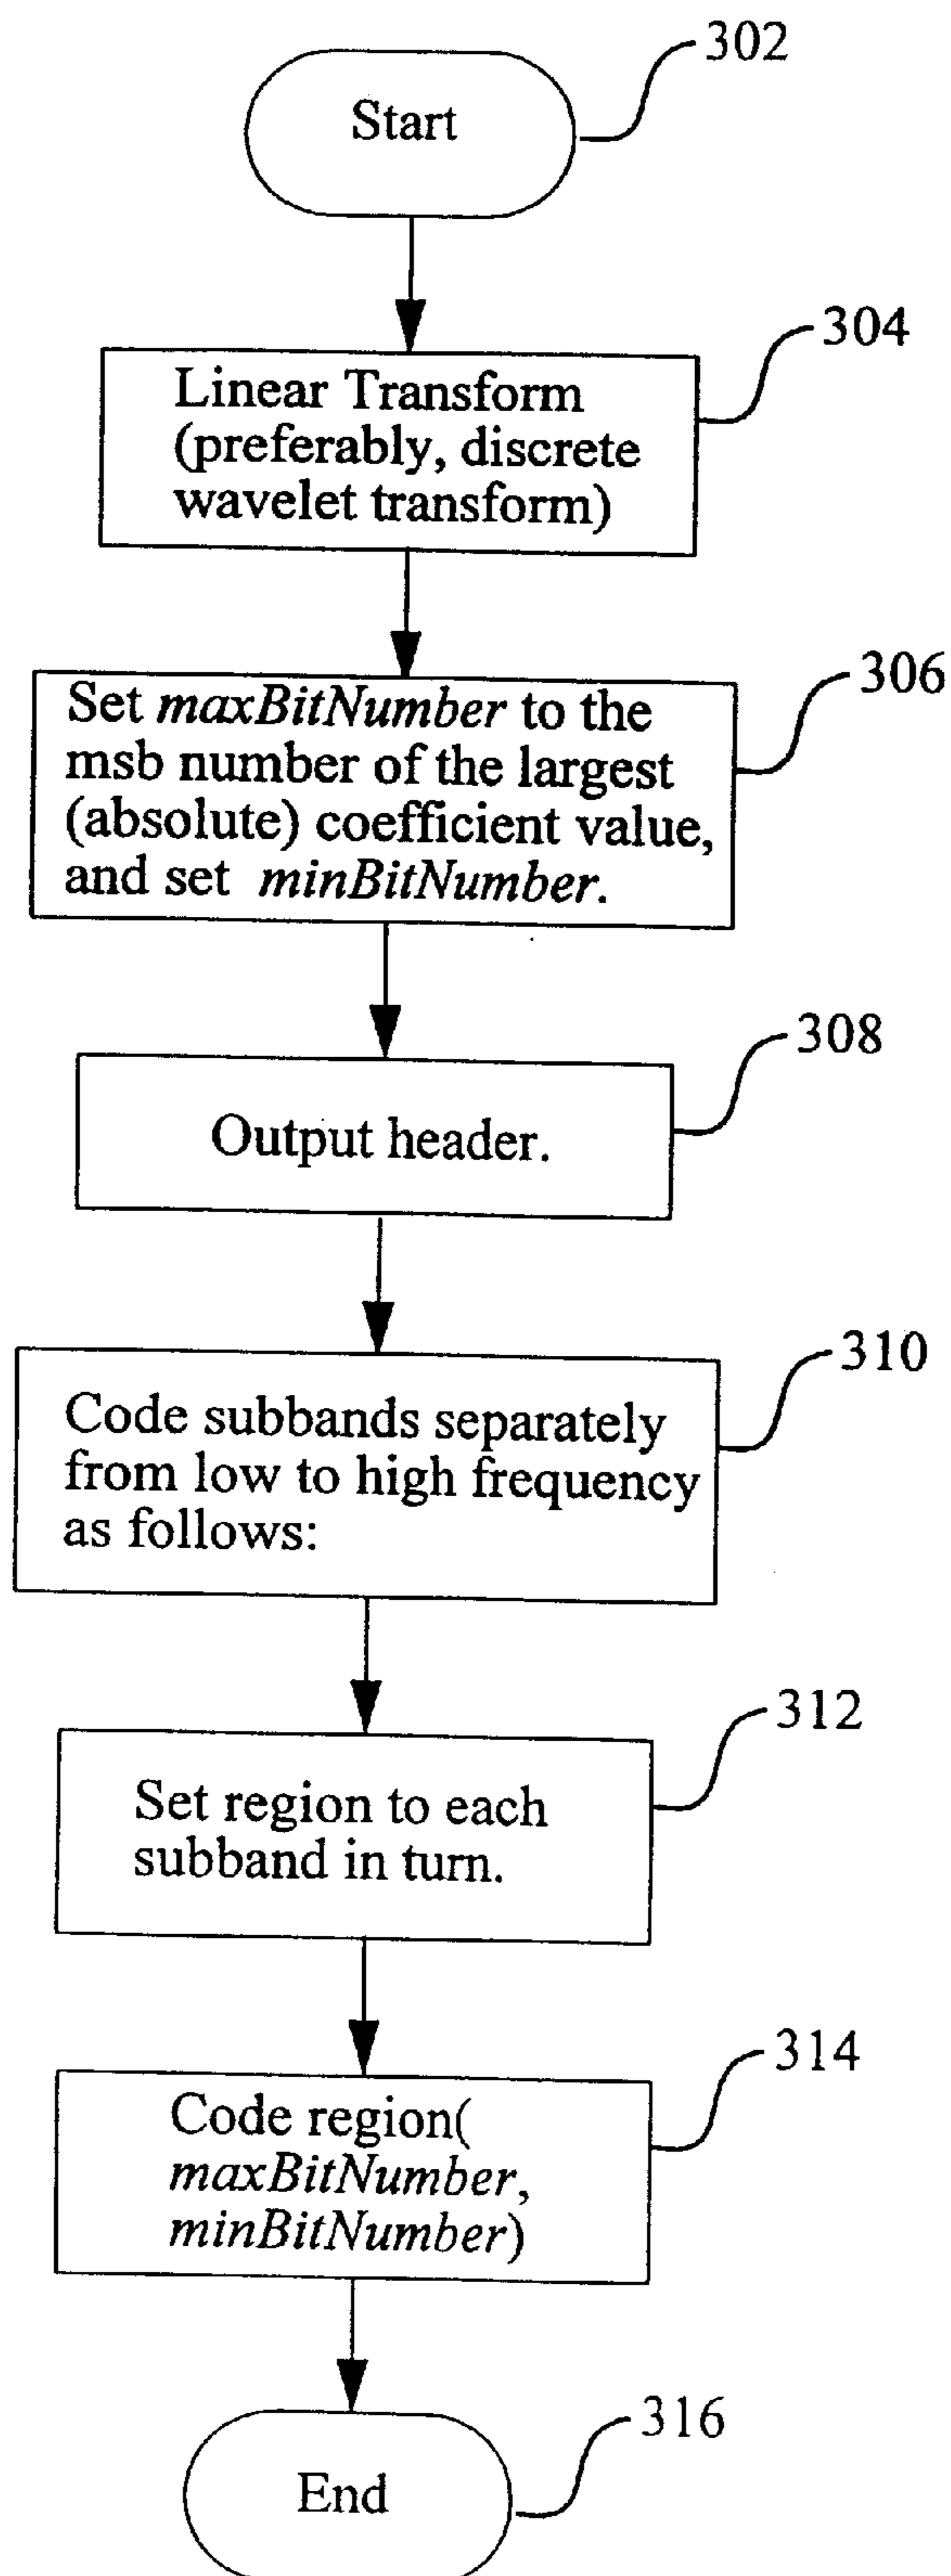 302
Start
304
Linear Transform
(preferably, discrete
wavelet transform)
306
Set maxBitNumber to the
msb number of the largest
(absolute) coefficient value,
and set minBitNumber.
308
Output header.
310
Code subbands separately
from low to high frequency
as follows:
312
Set region to each
subband in turn.
314
Code region(
maxBitNumber,
minBitNumber)
316
End